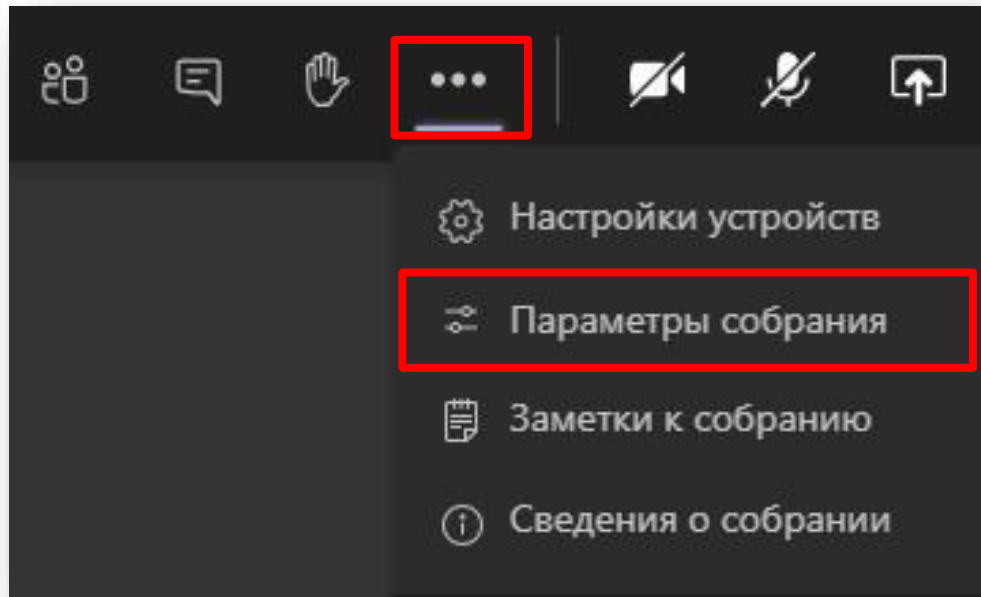 Настройки устройств
Параметры собрания
Заметки к собранию
Сведения о собрании